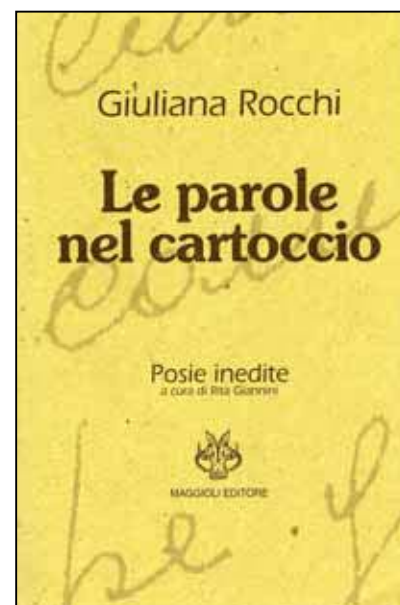 Giuliana Rocchi
Le parole
nel cartoccio
Posie inedite
a cura di Rita Giannini
MAGGIOLI EDITORE